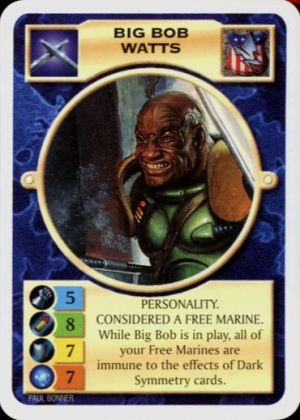 BIG BOB
WATTS
5
8
7
7
PERSONALITY.
CONSIDERED A FREE MARINE.
While Big Bob is in play, all of
your Free Marines are
immune to the effects of Dark
Symmetry cards.
PAUL BONNER